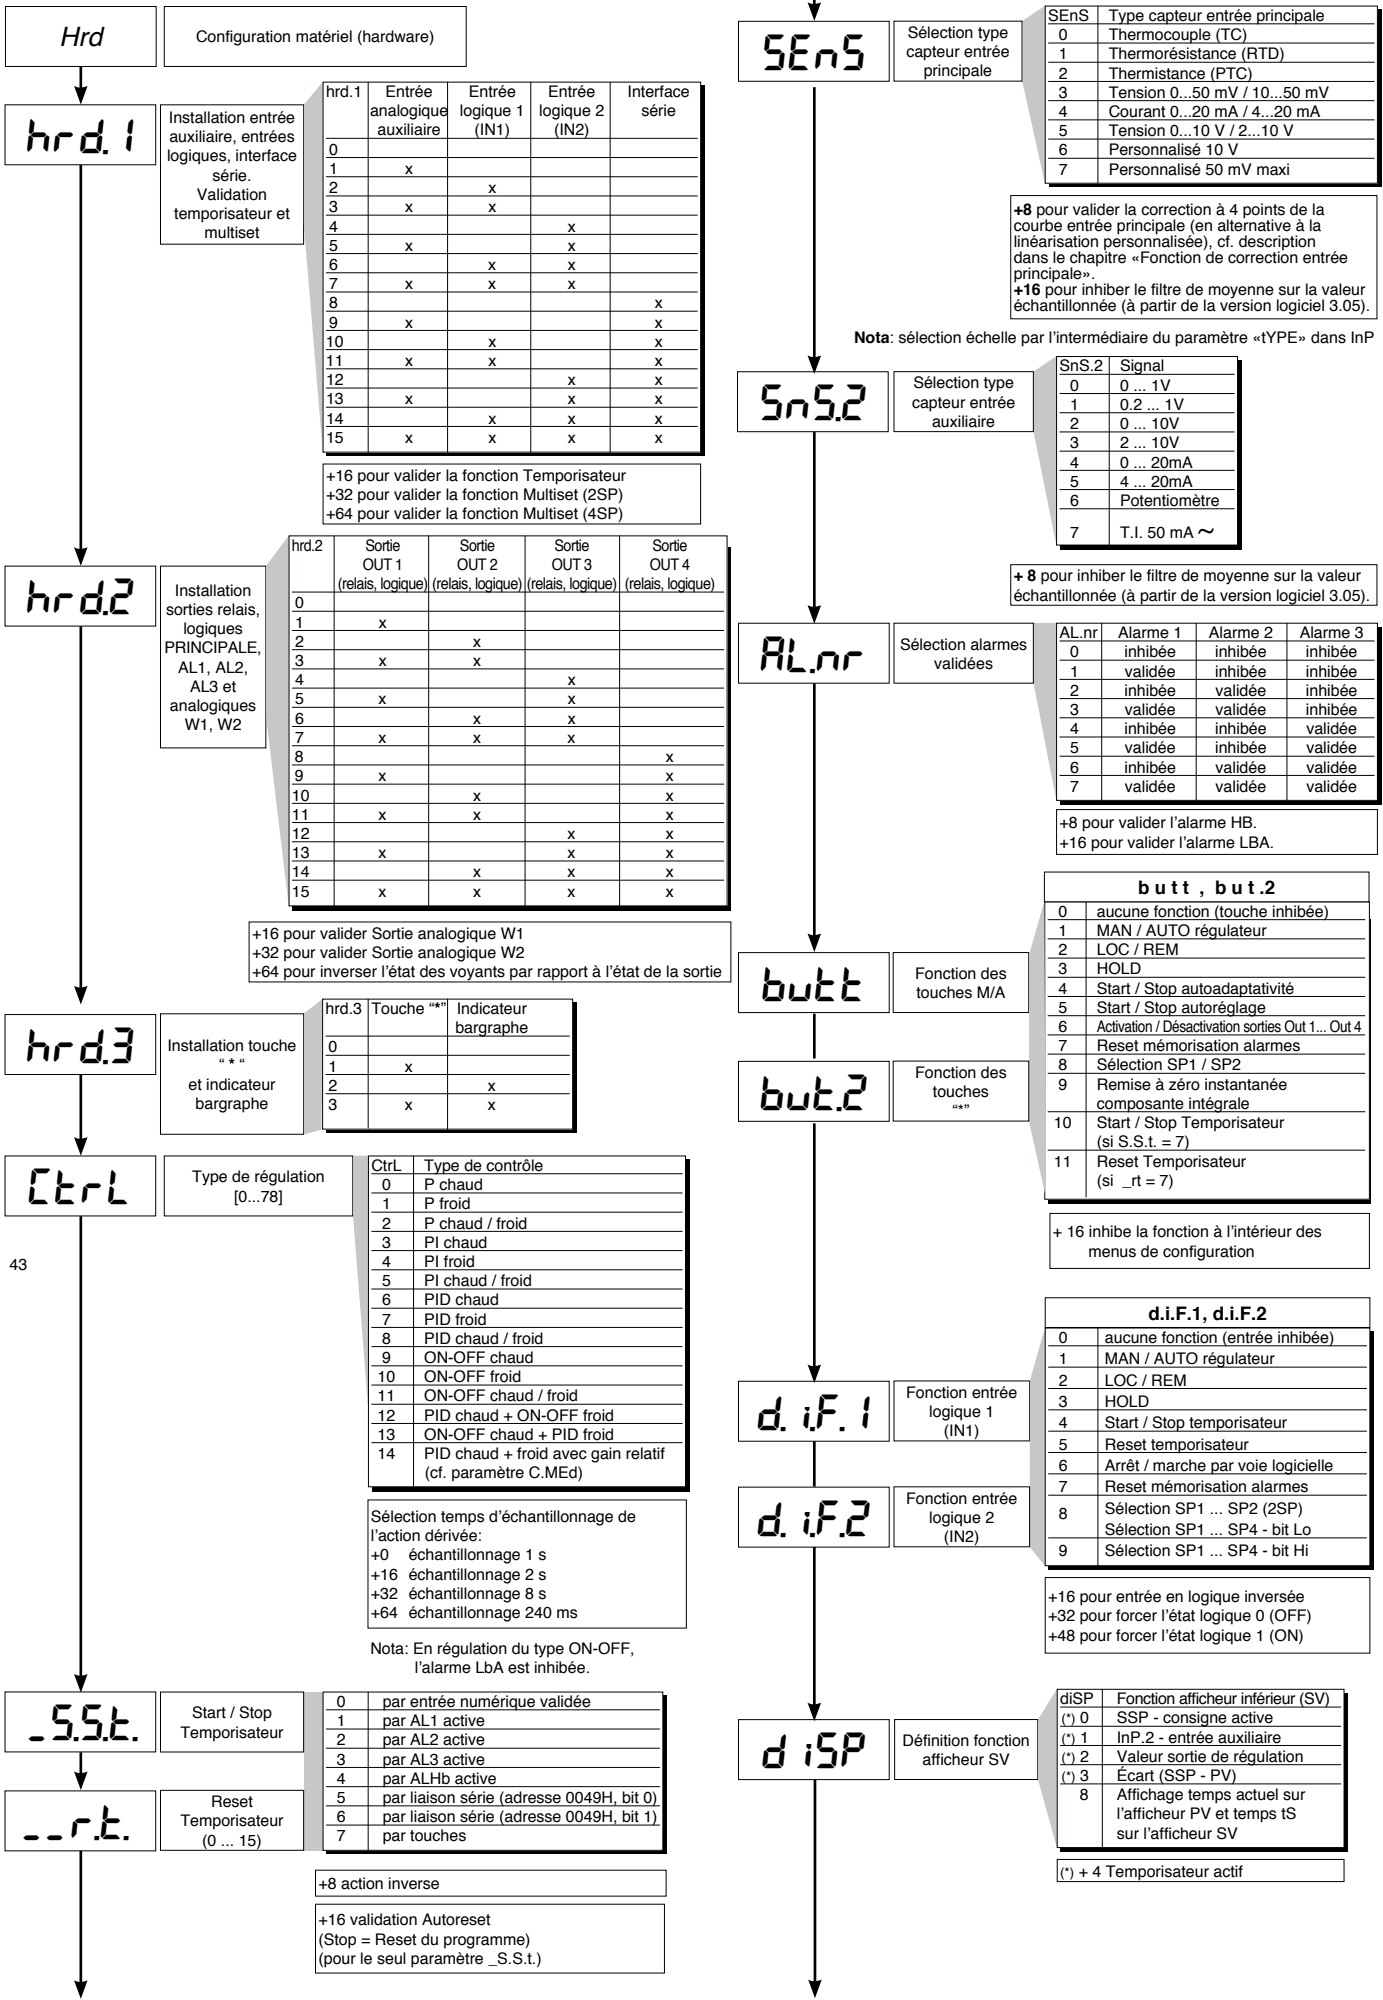 Hrd
Configuration matériel (hardware)
hrd.1
Installation entrée
auxiliaire, entrées
logiques, interface
série.
Validation
temporisateur et
multiset
hrd.1 Entrée analogique auxiliaire Entrée logique 1 (IN1) Entrée logique 2 (IN2) Interface série
0
1 x
2 x
3 x x
4 x
5 x x
6 x x
7 x x x
8 x
9 x x
10 x x
11 x x x
12 x x
13 x x x
14 x x x
15 x x x x
+16 pour valider la fonction Temporisateur
+32 pour valider la fonction Multiset (2SP)
+64 pour valider la fonction Multiset (4SP)
hrd.2
Installation
sorties relais,
logiques
PRINCIPALE,
AL1, AL2,
AL3 et
analogiques
W1, W2
hrd.2 Sortie OUT 1 (relais, logique) Sortie OUT 2 (relais, logique) Sortie OUT 3 (relais, logique) Sortie OUT 4 (relais, logique)
0
1 x
2 x
3 x x
4 x
5 x x
6 x x
7 x x x
8 x
9 x x
10 x x
11 x x x
12 x x
13 x x x
14 x x x
15 x x x x
+16 pour valider Sortie analogique W1
+32 pour valider Sortie analogique W2
+64 pour inverser l'état des voyants par rapport à l'état de la sortie
hrd.3
Installation touche
“ * “
et indicateur
bargraphe
hrd.3 Touche “*” Indicateur bargraphe
0
1 x
2 x
3 x x
CtrL
Type de régulation
[0...78]
CtrL Type de contrôle
0 P chaud
1 P froid
2 P chaud / froid
3 PI chaud
4 PI froid
5 PI chaud / froid
6 PID chaud
7 PID froid
8 PID chaud / froid
9 ON-OFF chaud
10 ON-OFF froid
11 ON-OFF chaud / froid
12 PID chaud + ON-OFF froid
13 ON-OFF chaud + PID froid
14 PID chaud + froid avec gain relatif
(cf. paramètre C.MEd)
43
Sélection temps d'échantillonnage de
l'action dérivée:
+0 échantillonnage 1 s
+16 échantillonnage 2 s
+32 échantillonnage 8 s
+64 échantillonnage 240 ms
Nota: En régulation du type ON-OFF,
l'alarme LbA est inhibée.
_S.S.t.
Start / Stop
Temporisateur
__r.t.
Reset
Temporisateur
(0 ... 15)
0 par entrée numérique validée
1 par AL1 active
2 par AL2 active
3 par AL3 active
4 par ALHb active
5 par liaison série (adresse 0049H, bit 0)
6 par liaison série (adresse 0049H, bit 1)
7 par touches
+8 action inverse
+16 validation Autoreset
(Stop = Reset du programme)
(pour le seul paramètre _S.S.t.)
SEnS
Sélection type
capteur entrée
principale
SEnS Type capteur entrée principale
0 Thermocouple (TC)
1 Thermorésistance (RTD)
2 Thermistance (PTC)
3 Tension 0...50 mV / 10...50 mV
4 Courant 0...20 mA / 4...20 mA
5 Tension 0...10 V / 2...10 V
6 Personnalisé 10 V
7 Personnalisé 50 mV maxi
+8 pour valider la correction à 4 points de la
courbe entrée principale (en alternative à la
linéarisation personnalisée), cf. description
dans le chapitre «Fonction de correction entrée
principale».
+16 pour inhiber le filtre de moyenne sur la valeur
échantillonnée (à partir de la version logiciel 3.05).
Nota: sélection échelle par l'intermédiaire du paramètre «tYPE» dans InP
SnS.2
Sélection type
capteur entrée
auxiliaire
SnS.2 Signal
0 0 ... 1V
1 0.2 ... 1V
2 0 ... 10V
3 2 ... 10V
4 0 ... 20mA
5 4 ... 20mA
6 Potentiomètre
7 T.I. 50 mA ~
+ 8 pour inhiber le filtre de moyenne sur la valeur
échantillonnée (à partir de la version logiciel 3.05).
AL.nr
Sélection alarmes
validées
AL.nr Alarme 1 Alarme 2 Alarme 3
0 inhibée inhibée inhibée
1 validée inhibée inhibée
2 inhibée validée inhibée
3 validée validée inhibée
4 inhibée inhibée validée
5 validée inhibée validée
6 inhibée validée validée
7 validée validée validée
+8 pour valider l'alarme HB.
+16 pour valider l'alarme LBA.
butt
Fonction des
touches M/A
but.2
Fonction des
touches
“*”
butt , but.2
0 aucune fonction (touche inhibée)
1 MAN / AUTO régulateur
2 LOC / REM
3 HOLD
4 Start / Stop autoadaptativité
5 Start / Stop autoréglage
6 Activation / Désactivation sorties Out 1... Out 4
7 Reset mémorisation alarmes
8 Sélection SP1 / SP2
9 Remise à zéro instantanée
composante intégrale
10 Start / Stop Temporisateur
(si S.S.t. = 7)
11 Reset Temporisateur
(si _rt = 7)
+ 16 inhibe la fonction à l'intérieur des
menus de configuration
d.i.F.1
Fonction entrée
logique 1
(IN1)
d.i.F.2
Fonction entrée
logique 2
(IN2)
d.i.F.1, d.i.F.2
0 aucune fonction (entrée inhibée)
1 MAN / AUTO régulateur
2 LOC / REM
3 HOLD
4 Start / Stop temporisateur
5 Reset temporisateur
6 Arrêt / marche par voie logicielle
7 Reset mémorisation alarmes
8 Sélection SP1 ... SP2 (2SP)
Sélection SP1 ... SP4 - bit Lo
9 Sélection SP1 ... SP4 - bit Hi
+16 pour entrée en logique inversée
+32 pour forcer l'état logique 0 (OFF)
+48 pour forcer l'état logique 1 (ON)
diSP
Définition fonction
afficheur SV
diSP Fonction afficheur inférieur (SV)
(*) 0 SSP - consigne active
(*) 1 InP.2 - entrée auxiliaire
(*) 2 Valeur sortie de régulation
(*) 3 Écart (SSP - PV)
8 Affichage temps actuel sur
l'afficheur PV et temps tS
sur l'afficheur SV
(*) + 4 Temporisateur actif